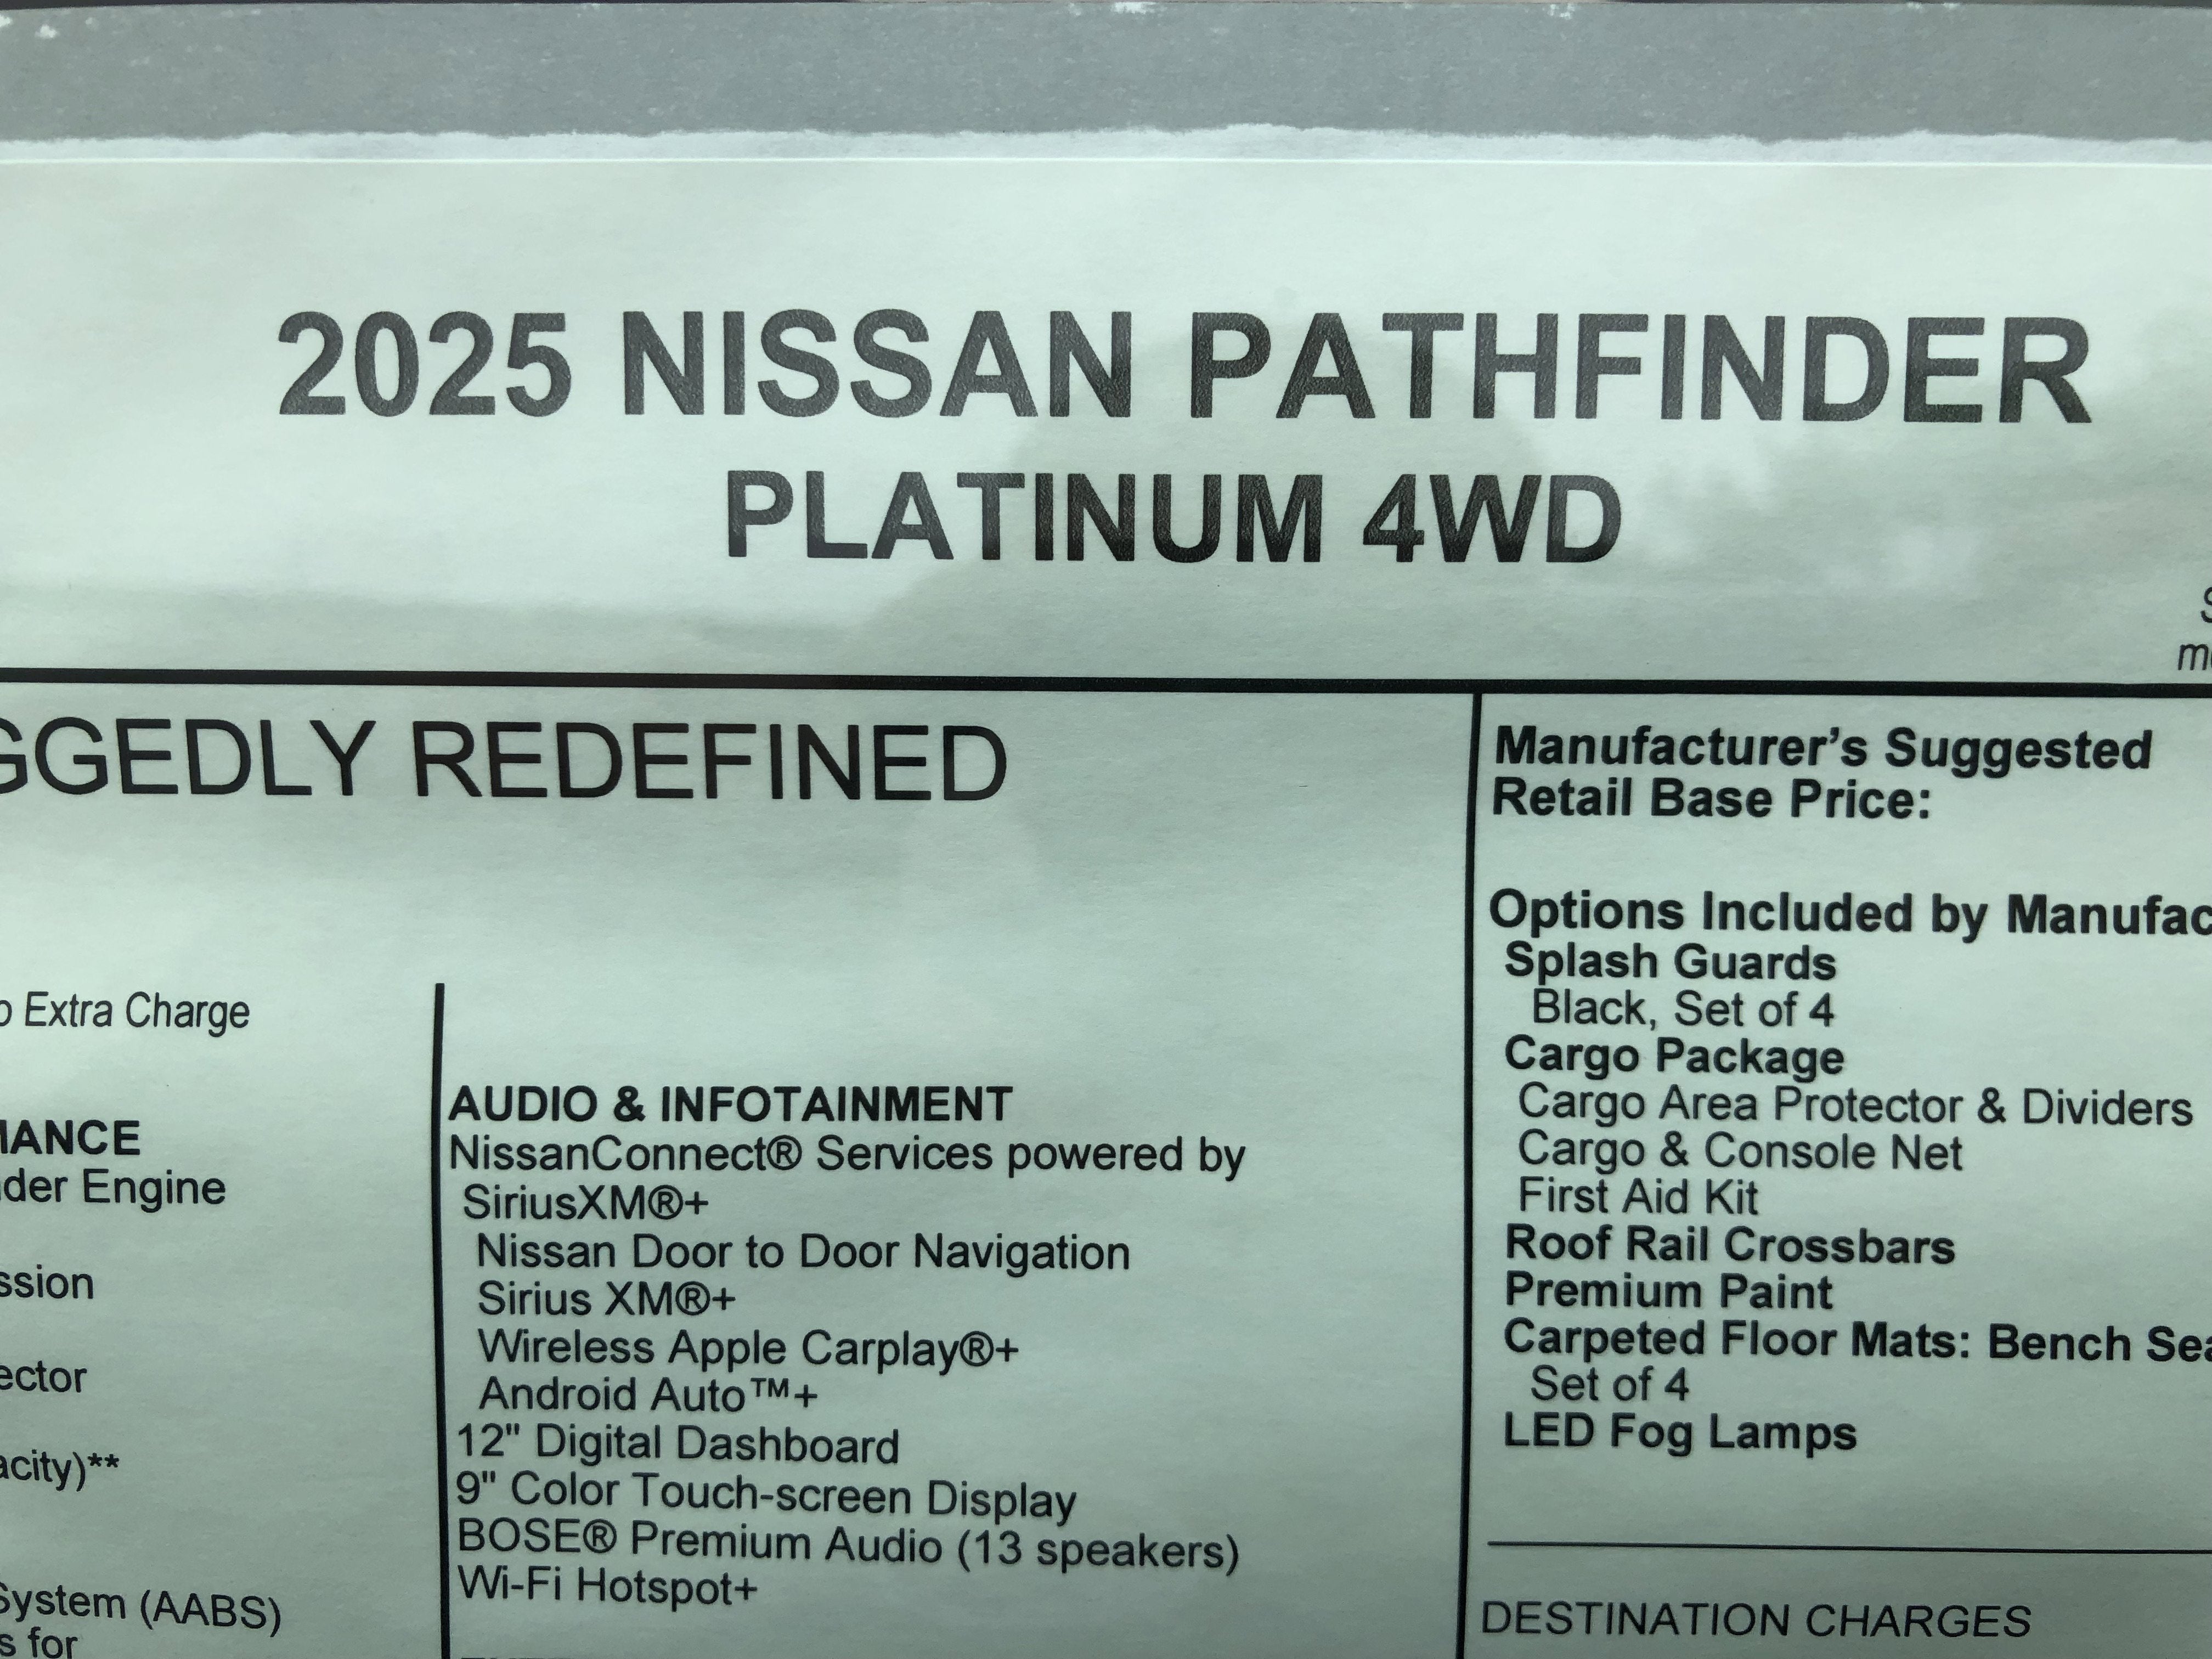 2025 NISSAN PATHFINDER
PLATINUM 4WD
GGEDLY REDEFINED
Extra Charge
MANCE
der Engine
ssion
ector
acity)**
System (AABS)
s for
AUDIO & INFOTAINMENT
NissanConnect® Services powered by
SiriusXM®+
Nissan Door to Door Navigation
Sirius XM®+
Wireless Apple Carplay®+
Android Auto™+
12" Digital Dashboard
9" Color Touch-screen Display
BOSE® Premium Audio (13 speakers)
Wi-Fi Hotspot+
Manufacturer's Suggested
Retail Base Price:
Options Included by Manufac
Splash Guards
Black, Set of 4
Cargo Package
Cargo Area Protector & Dividers
Cargo & Console Net
First Aid Kit
Roof Rail Crossbars
Premium Paint
Carpeted Floor Mats: Bench Sea
Set of 4
LED Fog Lamps
DESTINATION CHARGES